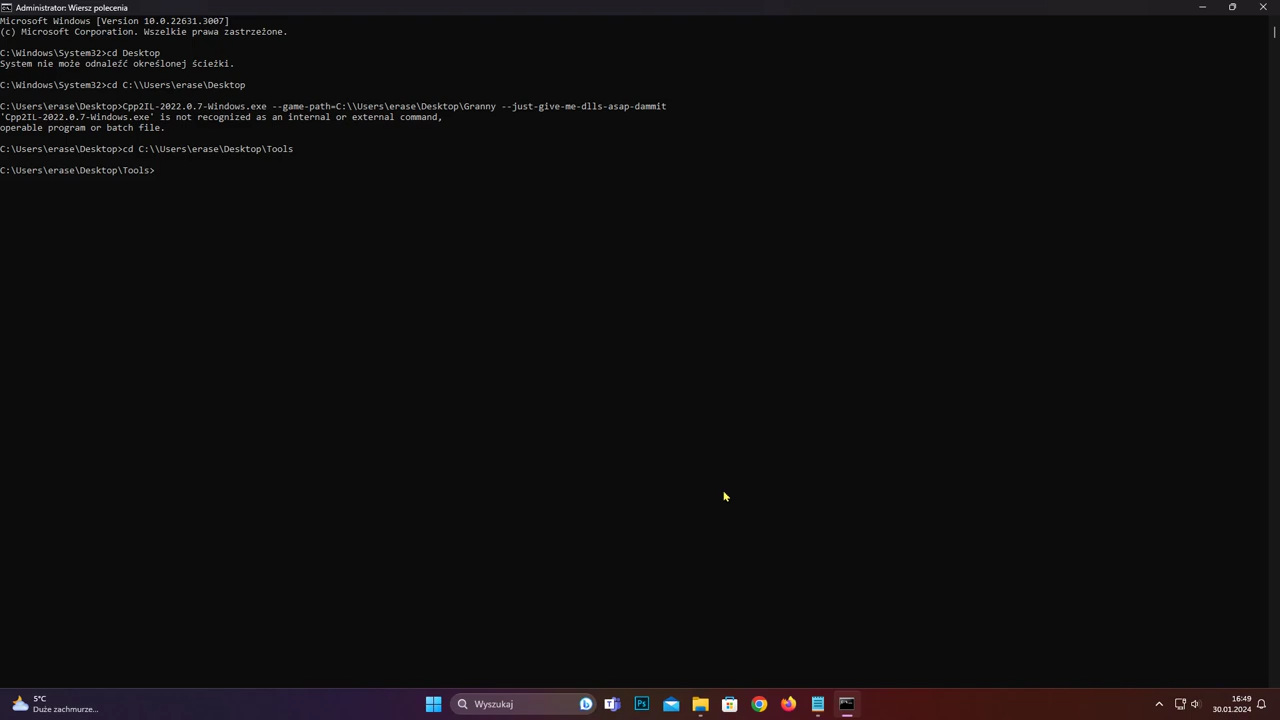 Administrator: Wiersz polecenia
Microsoft Windows [Version 10.0.22631.3007]
(c) Microsoft Corporation. Wszelkie prawa zastrzeżone.
C:\Windows\System32>cd Desktop
System nie może odnaleźć określonej ścieżki.
C:\Windows\System32>cd C:\\Users\erase\Desktop
C:\Users\erase\Desktop>Cpp2IL-2022.0.7-Windows.exe --game-path=C:\\Users\erase\Desktop\Granny --just-give-me-dlls-asap-dammit
'Cpp2IL-2022.0.7-Windows.exe' is not recognized as an internal or external command,
operable program or batch file.
C:\Users\erase\Desktop>cd C:\\Users\erase\Desktop\Tools
C:\Users\erase\Desktop\Tools>
5°C
Duże zachmurze...
Wyszukaj
Ps
16:49
30.01.2024